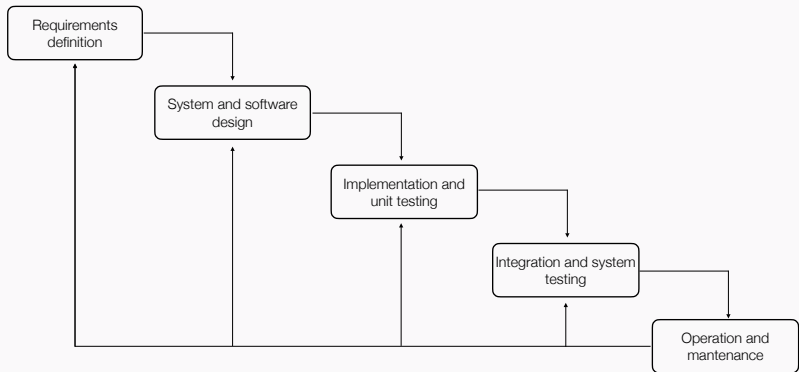 Requirements
definition
System and software
design
Implementation and
unit testing
Integration and system
testing
Operation and
mantenance